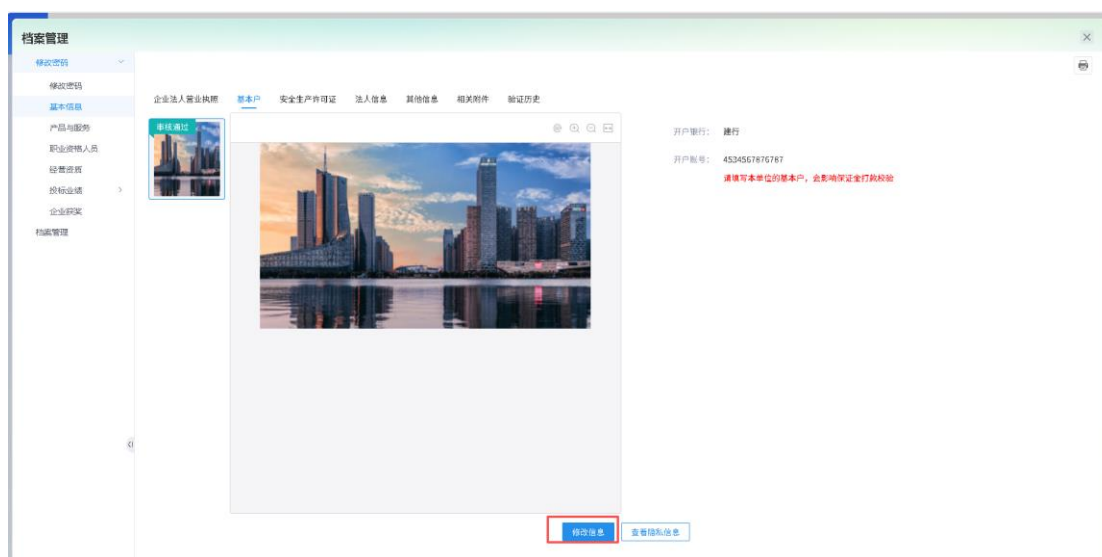 档案管理
修改密码
修改密码
基本信息
产品与服务
职业资格人员
经营资质
投标业绩
企业获奖
档案管理
企业法人营业执照 基本户 安全生产许可证 法人信息 其他信息 相关附件 验证历史
审核通过
开户银行: 建行
开户账号: 4534567876787
请填写本单位的基本户，会影响保证金打款校验
修改信息 查看隐私信息